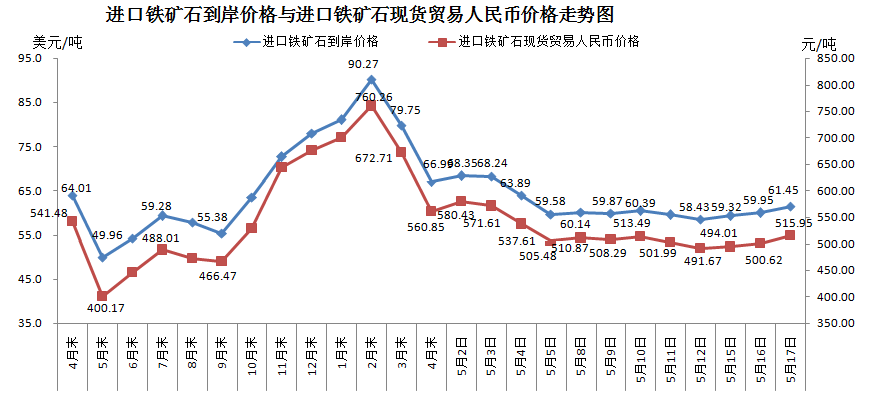 进口铁矿石到岸价格与进口铁矿石现货贸易人民币价格走势图
美元/吨
元/吨
进口铁矿石到岸价格
进口铁矿石现货贸易人民币价格
95.0
85.0
75.0
65.0
55.0
45.0
35.0
850.00
800.00
750.00
700.00
650.00
600.00
550.00
500.00
450.00
400.00
350.00
64.01
49.96
59.28
55.38
90.27
79.75
66.99
68.35
68.24
63.89
59.58
60.14
59.87
60.39
58.43
59.32
59.95
61.45
541.48
400.17
488.01
466.47
760.26
672.71
560.85
580.43
571.61
537.61
505.48
510.87
508.29
513.49
501.99
491.67
494.01
500.62
515.95
4月末
5月末
6月末
7月末
8月末
9月末
10月末
11月末
12月末
1月末
2月末
3月末
4月末
5月2日
5月3日
5月4日
5月5日
5月8日
5月9日
5月10日
5月11日
5月12日
5月15日
5月16日
5月17日